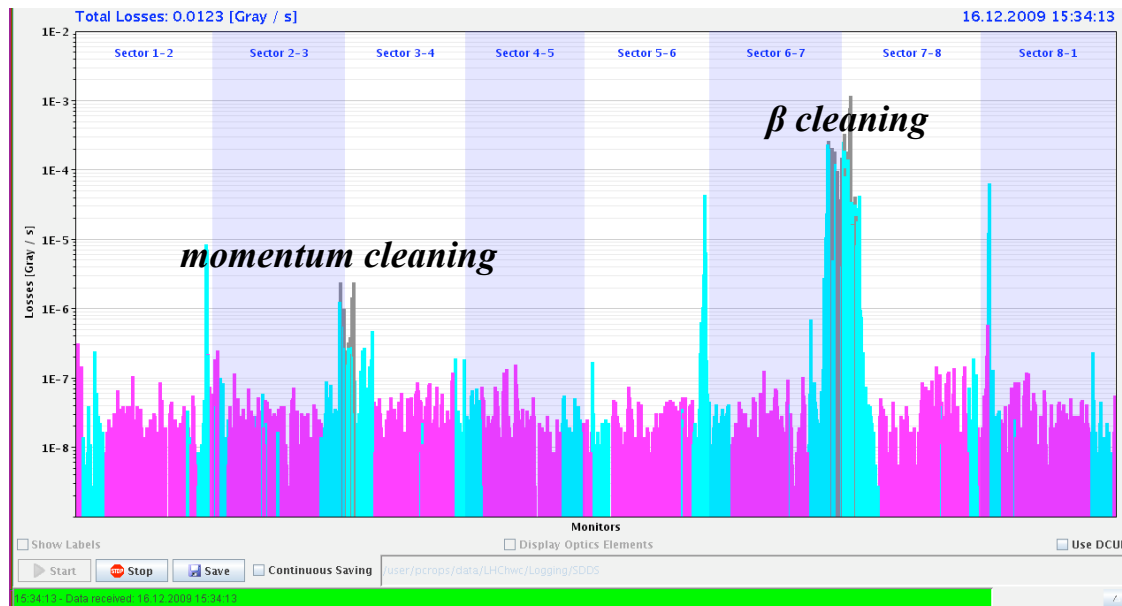 Total Losses: 0.0123 [Gray / s] 16.12.2009 15:34:13
1E-2
Sector 1-2 Sector 2-3 Sector 3-4 Sector 4-5 Sector 5-6 Sector 6-7 Sector 7-8 Sector 8-1
1E-3
β cleaning
1E-4
1E-5
momentum cleaning
1E-6
1E-7
1E-8
Losses [Gray / s]
Monitors
Show Labels Display Optics Elements Use DCUM
Start Stop Save Continuous Saving /user/pcrops/data/LHChwc/Logging/SDDS
15:34:13 - Data received: 16.12.2009 15:34:13